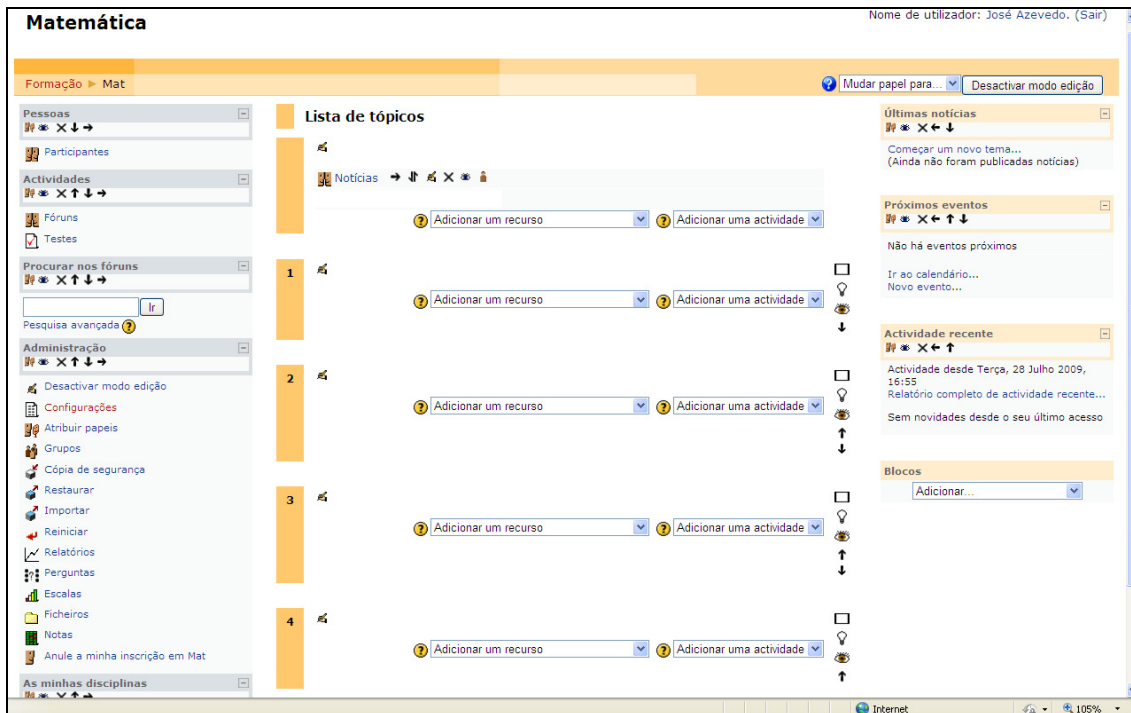 Matemática
Nome de utilizador: José Azevedo. (Sair)
Formação ► Mat
Mudar papel para...
Desactivar modo edição
Pessoas
Participantes
Actividades
Fóruns
Testes
Procurar nos fóruns
Ir
Pesquisa avançada
Administração
Desactivar modo edição
Configurações
Atribuir papeis
Grupos
Cópia de segurança
Restaurar
Importar
Reiniciar
Relatórios
Perguntas
Escalas
Ficheiros
Notas
Anule a minha inscrição em Mat
As minhas disciplinas
Lista de tópicos
Notícias
Adicionar um recurso
Adicionar uma actividade
1
Adicionar um recurso
Adicionar uma actividade
2
Adicionar um recurso
Adicionar uma actividade
3
Adicionar um recurso
Adicionar uma actividade
4
Adicionar um recurso
Adicionar uma actividade
Últimas notícias
Começar um novo tema...
(Ainda não foram publicadas notícias)
Próximos eventos
Não há eventos próximos
Ir ao calendário...
Novo evento...
Actividade recente
Actividade desde Terça, 28 Julho 2009,
16:55
Relatório completo de actividade recente...
Sem novidades desde o seu último acesso
Blocos
Adicionar...
Internet
105%